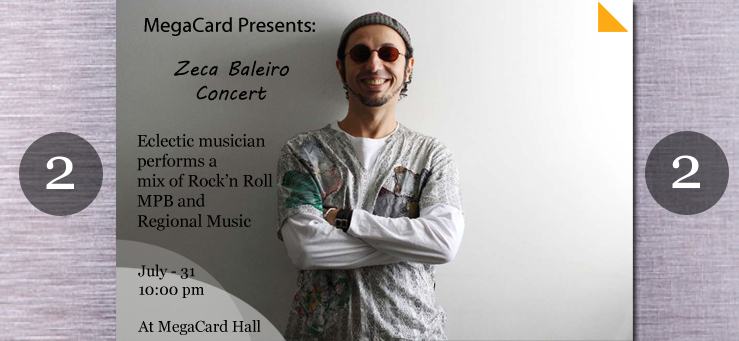 MegaCard Presents:
Zeca Baleiro
Concert
Eclectic musician
performs a
mix of Rock’n Roll
MPB and
Regional Music
July - 31
10:00 pm
At MegaCard Hall
2
2